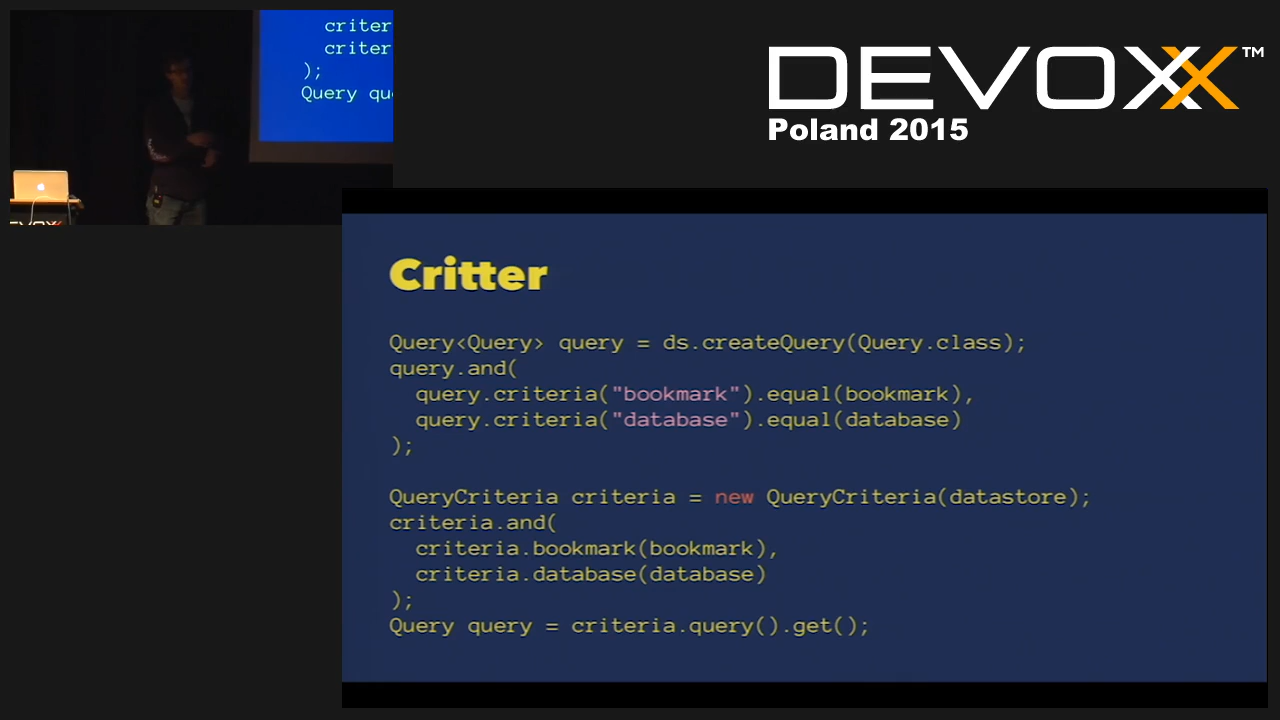 criter
criter
);
Query que
DEVOXX™
Poland 2015
DEVOXX
Critter
Query<Query> query = ds.createQuery(Query.class);
query.and(
query.criteria("bookmark").equal(bookmark),
query.criteria("database").equal(database)
);
QueryCriteria criteria = new QueryCriteria(datastore);
criteria.and(
criteria.bookmark(bookmark),
criteria.database(database)
);
Query query = criteria.query().get();